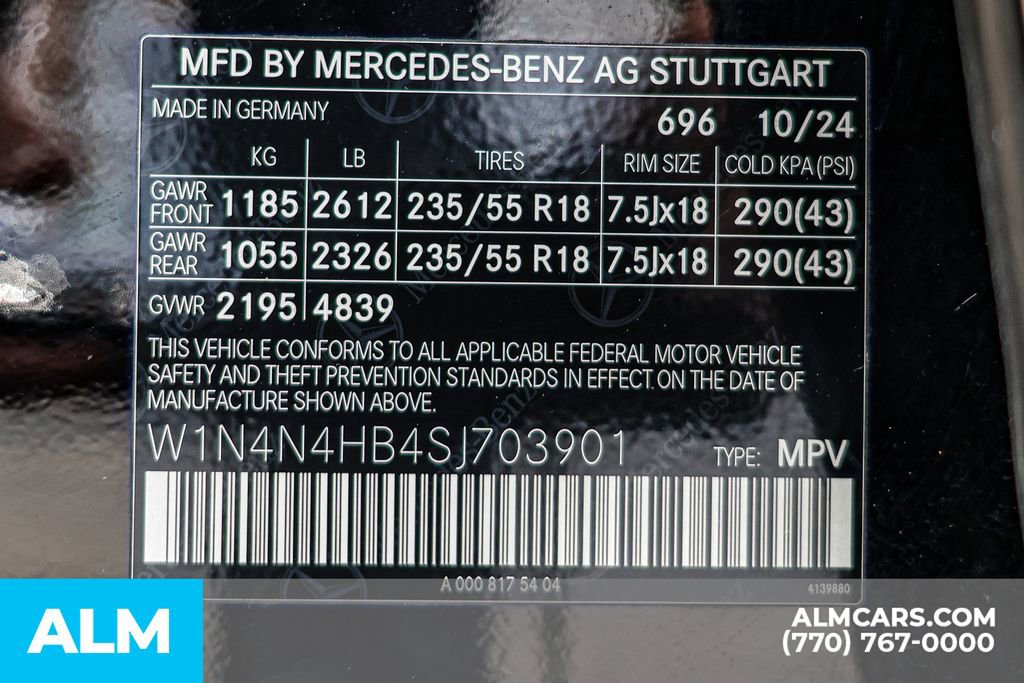 MFD BY MERCEDES-BENZ AG STUTTGART
MADE IN GERMANY
696 10/24
KG LB TIRES RIM SIZE COLD KPA (PSI)
GAWR FRONT 1185 2612 235/55 R18 7.5Jx18 290(43)
GAWR REAR 1055 2326 235/55 R18 7.5Jx18 290(43)
GVWR 2195 4839
THIS VEHICLE CONFORMS TO ALL APPLICABLE FEDERAL MOTOR VEHICLE
SAFETY AND THEFT PREVENTION STANDARDS IN EFFECT ON THE DATE OF
MANUFACTURE SHOWN ABOVE.
W1N4N4HB4SJ703901 TYPE: MPV
A 000 817 54 04
4139880
ALM
ALMCARS.COM
(770) 767-0000